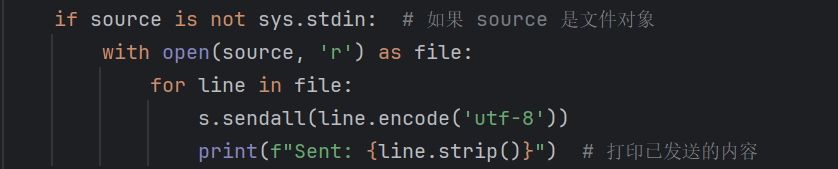 if source is not sys.stdin:  # 如果 source 是文件对象
    with open(source, 'r') as file:
        for line in file:
            s.sendall(line.encode('utf-8'))
            print(f"Sent: {line.strip()}")  # 打印已发送的内容